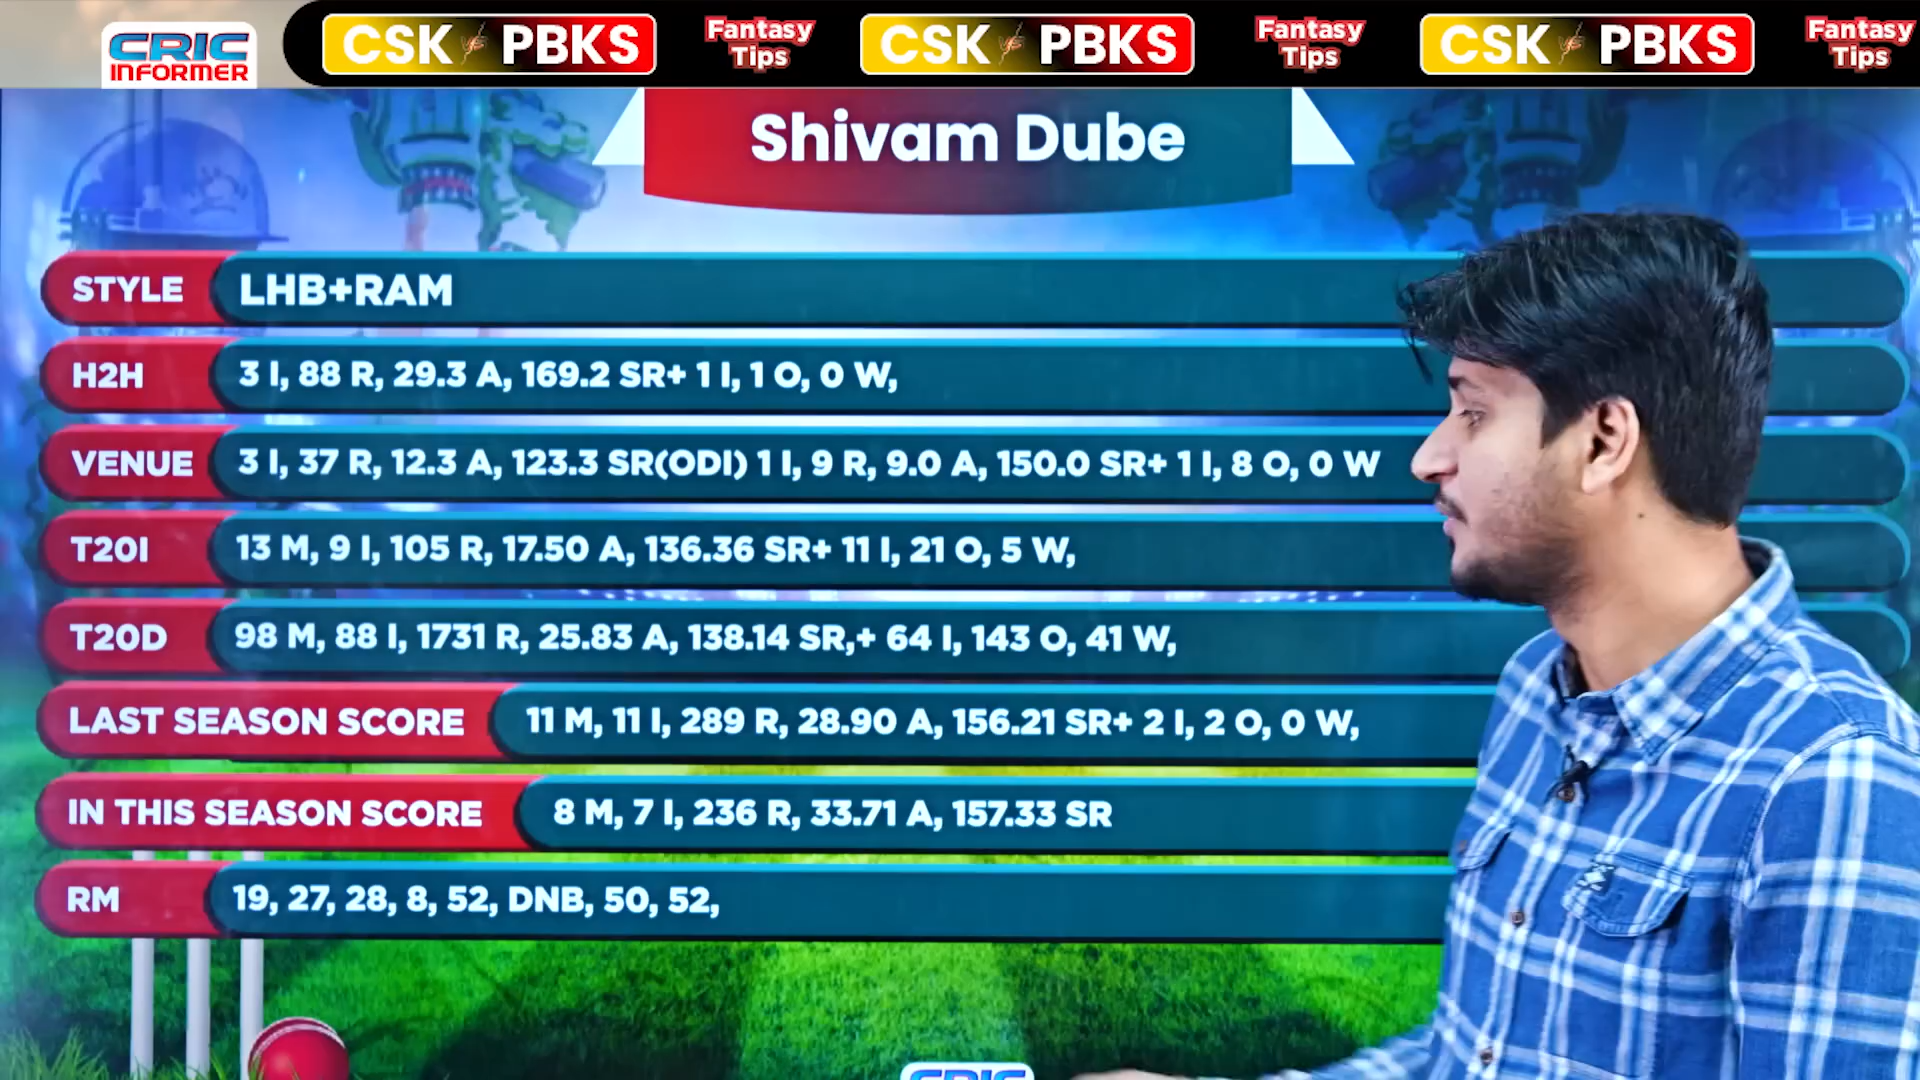 CRIC
INFORMER
CSK vs PBKS
Fantasy
Tips
CSK vs PBKS
Fantasy
Tips
CSK vs PBKS
Fantasy
Tips
Shivam Dube
STYLE LHB+RAM
H2H 3 I, 88 R, 29.3 A, 169.2 SR+ 1 I, 1 O, 0 W,
VENUE 3 I, 37 R, 12.3 A, 123.3 SR(ODI) 1 I, 9 R, 9.0 A, 150.0 SR+ 1 I, 8 O, 0 W
T20I 13 M, 9 I, 105 R, 17.50 A, 136.36 SR+ 11 I, 21 O, 5 W,
T20D 98 M, 88 I, 1731 R, 25.83 A, 138.14 SR,+ 64 I, 143 O, 41 W,
LAST SEASON SCORE 11 M, 11 I, 289 R, 28.90 A, 156.21 SR+ 2 I, 2 O, 0 W,
IN THIS SEASON SCORE 8 M, 7 I, 236 R, 33.71 A, 157.33 SR
RM 19, 27, 28, 8, 52, DNB, 50, 52,
CRIC